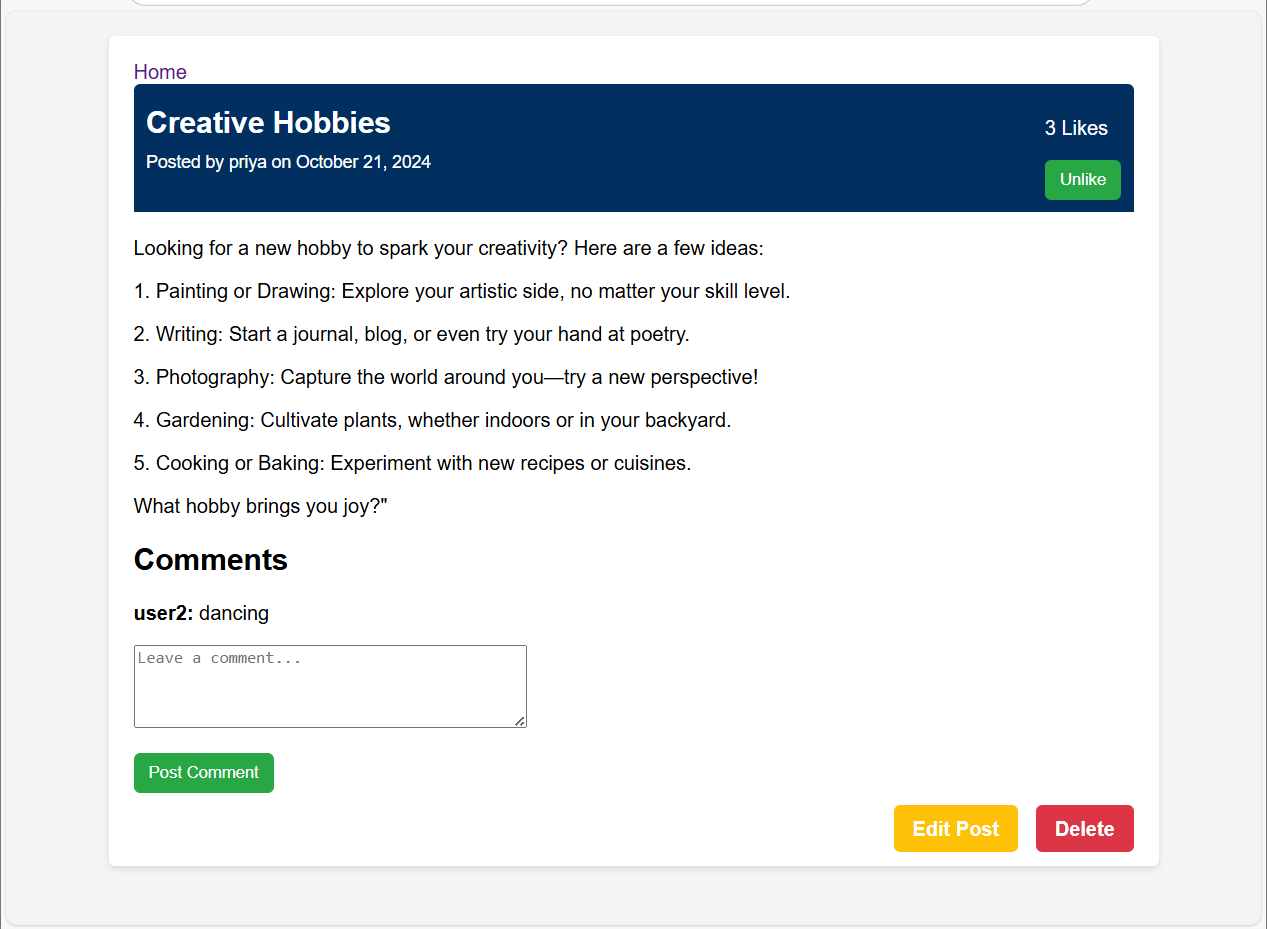 Home
Creative Hobbies
3 Likes
Posted by priya on October 21, 2024
Unlike
Looking for a new hobby to spark your creativity? Here are a few ideas:
1. Painting or Drawing: Explore your artistic side, no matter your skill level.
2. Writing: Start a journal, blog, or even try your hand at poetry.
3. Photography: Capture the world around you—try a new perspective!
4. Gardening: Cultivate plants, whether indoors or in your backyard.
5. Cooking or Baking: Experiment with new recipes or cuisines.
What hobby brings you joy?"
Comments
user2: dancing
Leave a comment...
Post Comment
Edit Post
Delete